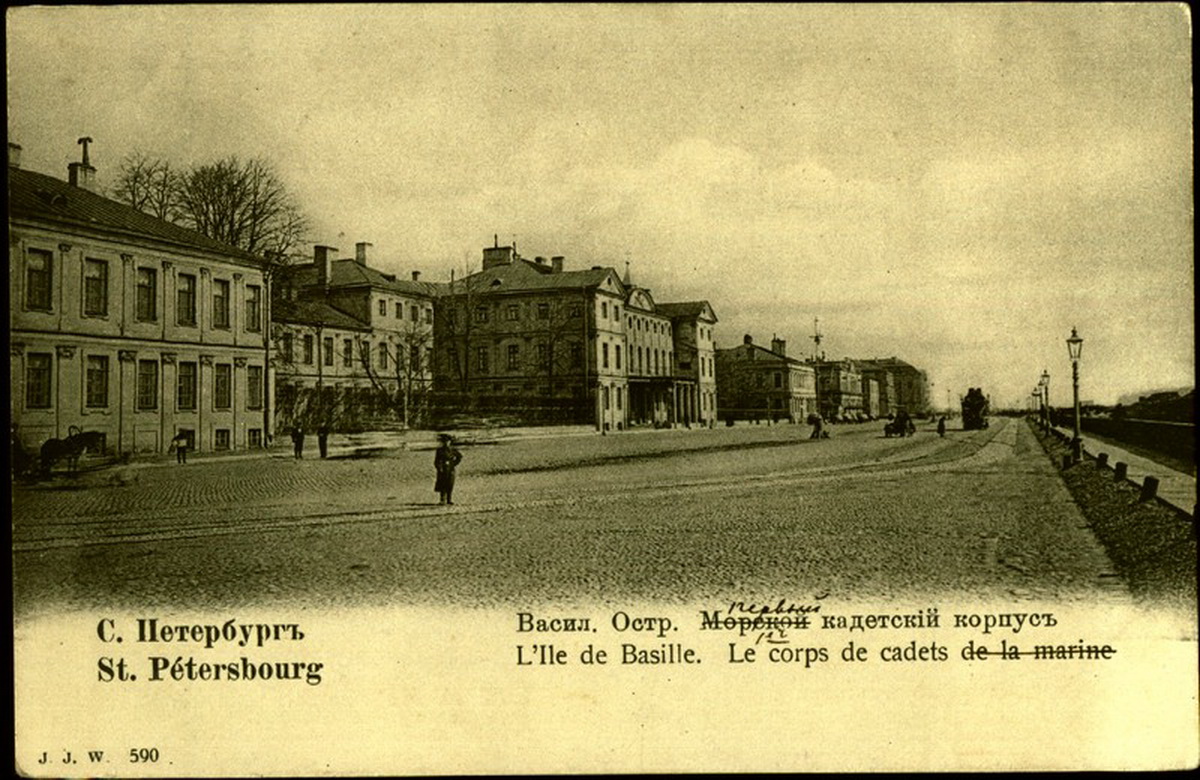 С. Петербургъ
St. Pétersbourg
первый
Васил. Остр. Морской кадетскій корпусъ
1er
L'Ile de Basille. Le corps de cadets de la marine
J. J. W. 590